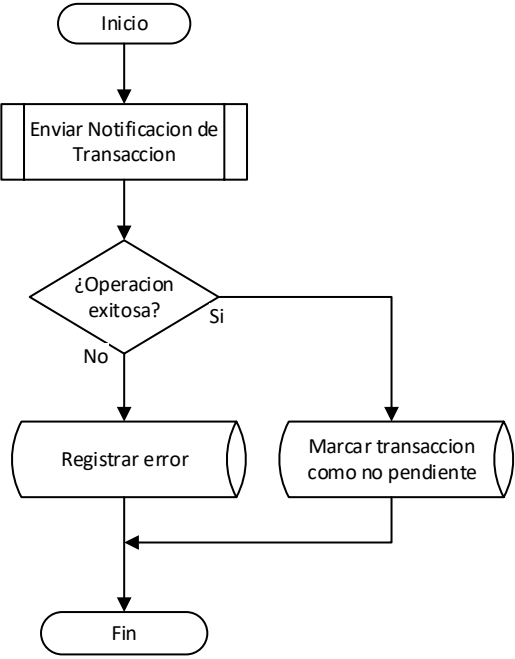 Inicio
Enviar Notificacion de
Transaccion
¿Operacion
exitosa?
Si
No
Registrar error
Marcar transaccion
como no pendiente
Fin